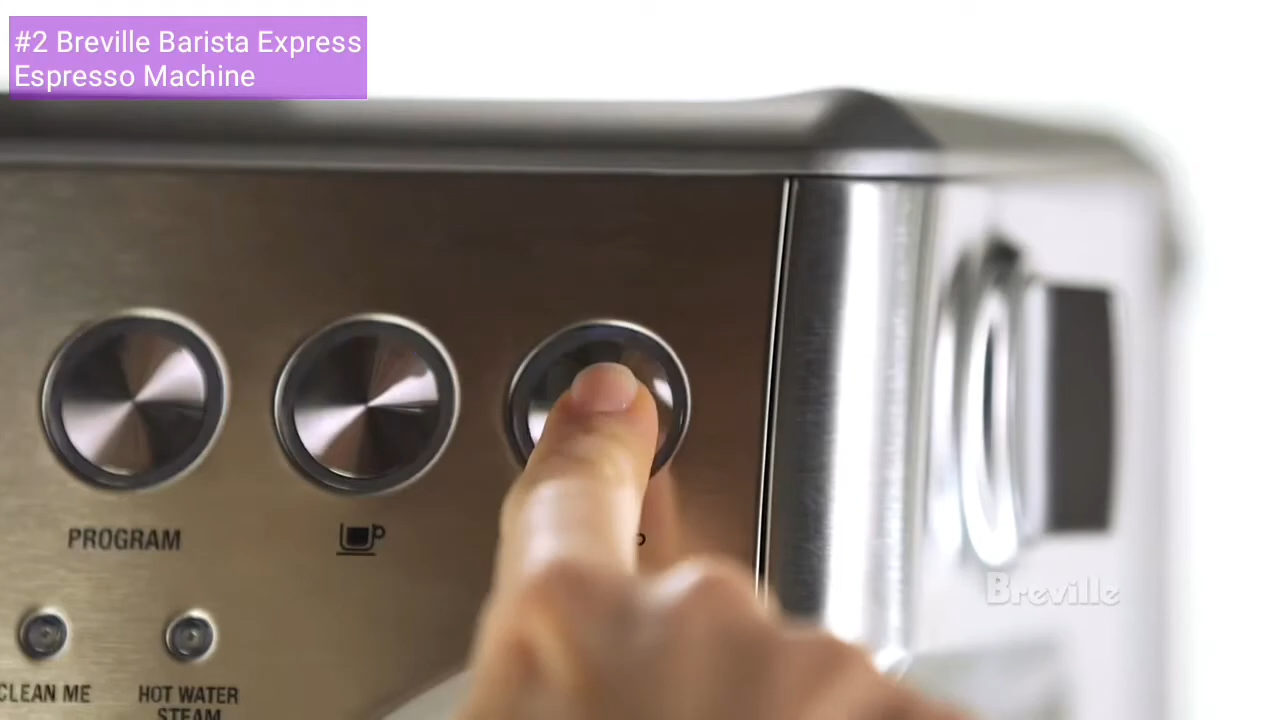 #2 Breville Barista Express
Espresso Machine
PROGRAM
CLEAN ME
HOT WATER
STEAM
Breville